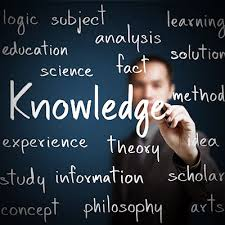 logic subject learning
analysis
education solution
science fact
Knowledge method
experience theory idea
study information scholar
concept philosophy arts